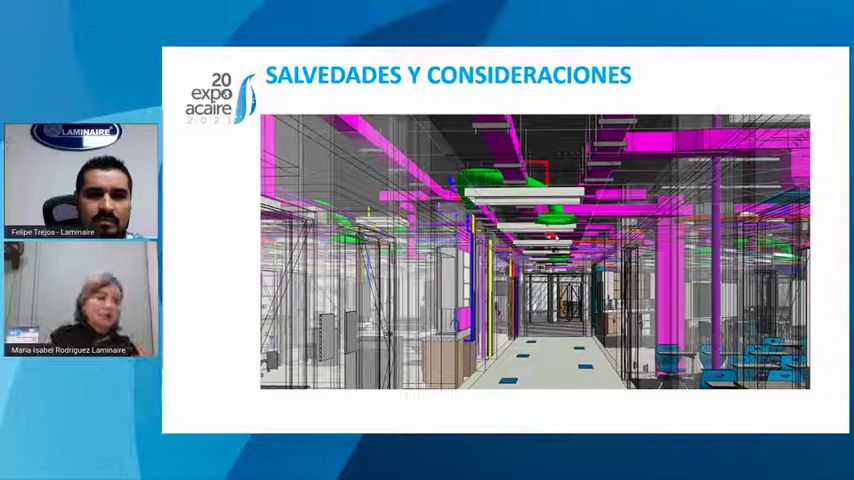 SALVEDADES Y CONSIDERACIONES
20
expo
acaire
2021
LAMINAIRE
Felipe Trejos - Laminaire
Maria Isabel Rodriguez Laminaire